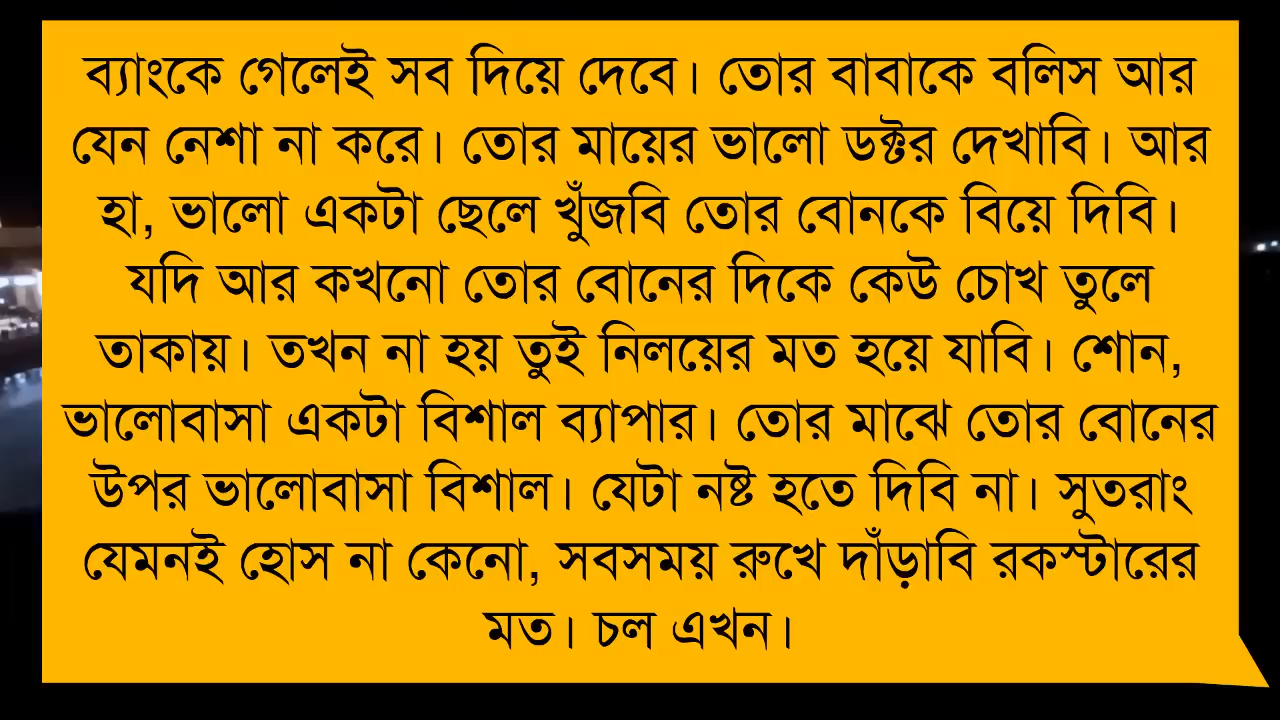 ব্যাংকে গেলেই সব দিয়ে দেবে। তোর বাবাকে বলিস আর
যেন নেশা না করে। তোর মায়ের ভালো ডক্টর দেখাবি। আর
হা, ভালো একটা ছেলে খুঁজবি তোর বোনকে বিয়ে দিবি।
যদি আর কখনো তোর বোনের দিকে কেউ চোখ তুলে
তাকায়। তখন না হয় তুই নিলয়ের মত হয়ে যাবি। শোন,
ভালোবাসা একটা বিশাল ব্যাপার। তোর মাঝে তোর বোনের
উপর ভালোবাসা বিশাল। যেটা নষ্ট হতে দিবি না। সুতরাং
যেমনই হোস না কেনো, সবসময় রুখে দাঁড়াবি রকস্টারের
মত। চল এখন।